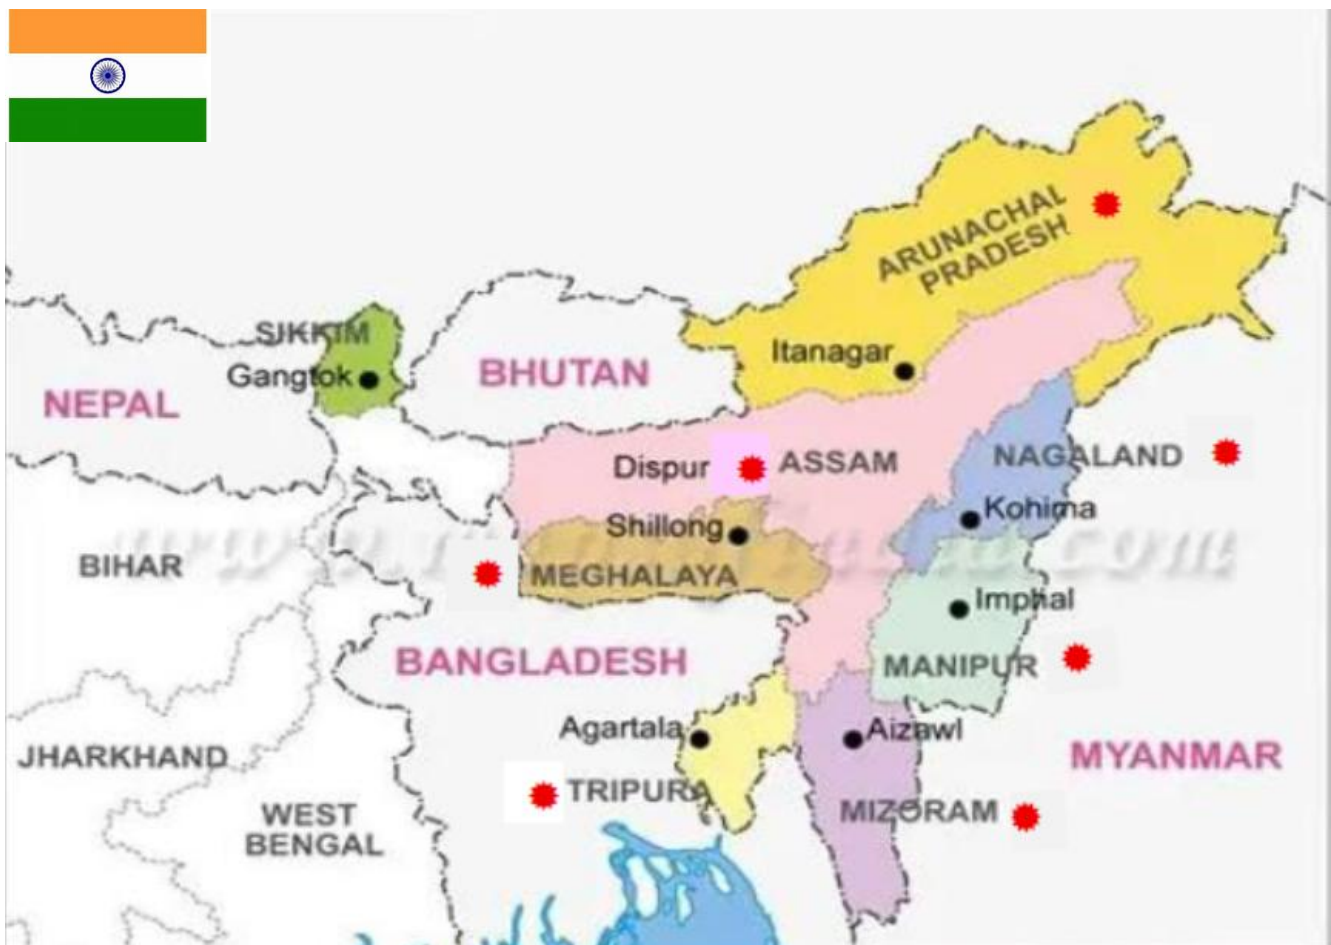 ARUNACHAL
PRADESH
SIKKIM
Gangtok
NEPAL
BHUTAN
Itanagar
Dispur
ASSAM
NAGALAND
Kohima
Shillong
MEGHALAYA
BIHAR
Imphal
MANIPUR
BANGLADESH
Agartala
Aizawl
MYANMAR
JHARKHAND
TRIPURA
MIZORAM
WEST
BENGAL